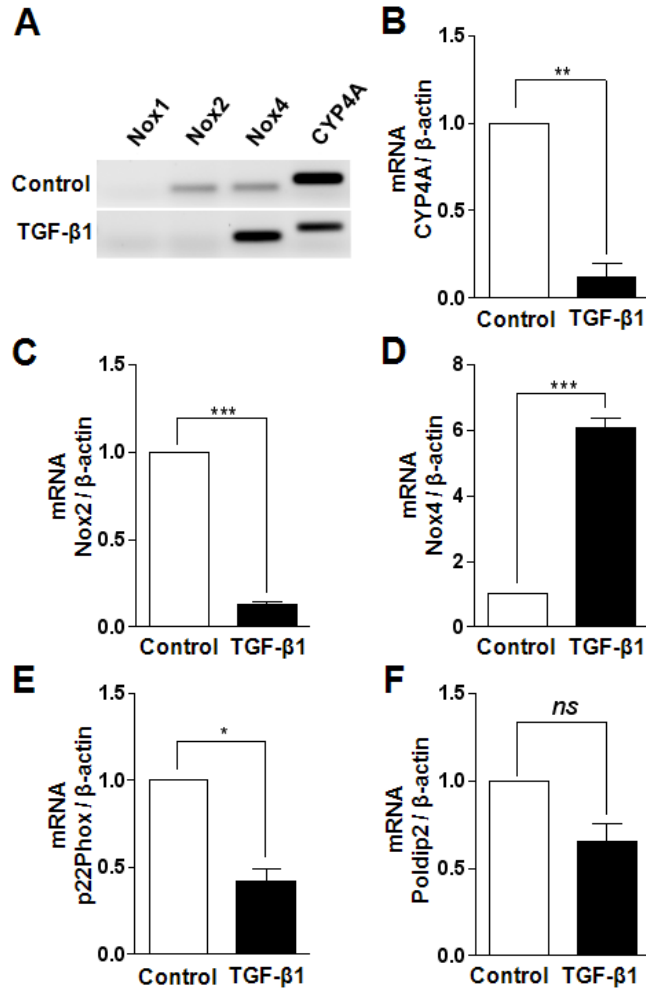 A
Nox1 Nox2 Nox4 CYP4A
Control
TGF-β1
B
mRNA
CYP4A/ β-actin
1.5
1.0
0.5
0.0
**
Control TGF-β1
C
mRNA
Nox2 / β-actin
1.5
1.0
0.5
0.0
***
Control TGF-β1
D
mRNA
Nox4 / β-actin
8
6
4
2
0
***
Control TGF-β1
E
mRNA
p22Phox / β-actin
1.5
1.0
0.5
0.0
*
Control TGF-β1
F
mRNA
Poldip2 / β-actin
1.5
1.0
0.5
0.0
ns
Control TGF-β1